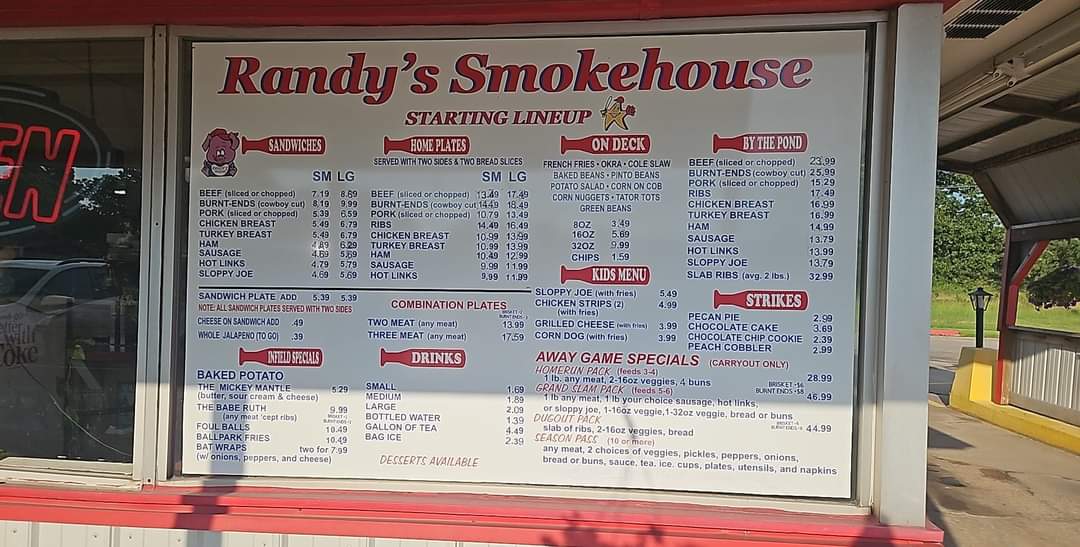 Randy's Smokehouse
STARTING LINEUP
SANDWICHES
SM LG
BEEF (sliced or chopped) 7.19 8.89
BURNT-ENDS (cowboy cut) 8.19 9.99
PORK (sliced or chopped) 5.39 6.59
CHICKEN BREAST 5.49 6.79
TURKEY BREAST 5.49 6.79
HAM 4.89 6.29
SAUSAGE 4.69 5.69
HOT LINKS 4.79 5.79
SLOPPY JOE 4.69 5.69
SANDWICH PLATE ADD 5.39 5.39
NOTE: ALL SANDWICH PLATES SERVED WITH TWO SIDES
CHEESE ON SANDWICH ADD .49
WHOLE JALAPENO (TO GO) .39
INFIELD SPECIALS
BAKED POTATO
THE MICKEY MANTLE 5.29
(butter, sour cream & cheese)
THE BABE RUTH 9.99
(any meat 'cept ribs)
FOUL BALLS 10.49
BALLPARK FRIES 10.49
BAT WRAPS two for 7.99
(w/ onions, peppers, and cheese)
HOME PLATES
SERVED WITH TWO SIDES & TWO BREAD SLICES
SM LG
BEEF (sliced or chopped) 13.49 17.49
BURNT-ENDS (cowboy cut) 14.49 18.49
PORK (sliced or chopped) 10.79 13.49
RIBS 14.49 16.49
CHICKEN BREAST 10.99 13.99
TURKEY BREAST 10.99 13.99
HAM 10.49 12.99
SAUSAGE 9.99 11.99
HOT LINKS 9.99 11.99
COMBINATION PLATES
TWO MEAT (any meat) 13.99
THREE MEAT (any meat) 17.59
DRINKS
SMALL 1.69
MEDIUM 1.89
LARGE 2.09
BOTTLED WATER 1.39
GALLON OF TEA 4.49
BAG ICE 2.39
DESSERTS AVAILABLE
ON DECK
FRENCH FRIES • OKRA • COLE SLAW
BAKED BEANS • PINTO BEANS
POTATO SALAD • CORN ON COB
CORN NUGGETS • TATOR TOTS
GREEN BEANS
8OZ 3.49
16OZ 5.69
32OZ 9.99
CHIPS 1.59
KIDS MENU
SLOPPY JOE (with fries) 5.49
CHICKEN STRIPS (2) 4.99
(with fries)
GRILLED CHEESE (with fries) 3.99
CORN DOG (with fries) 3.99
BY THE POND
BEEF (sliced or chopped) 23.99
BURNT-ENDS (cowboy cut) 25.99
PORK (sliced or chopped) 15.29
RIBS 17.49
CHICKEN BREAST 16.99
TURKEY BREAST 16.99
HAM 14.99
SAUSAGE 13.79
HOT LINKS 13.99
SLOPPY JOE 13.79
SLAB RIBS (avg. 2 lbs.) 32.99
STRIKES
PECAN PIE 2.99
CHOCOLATE CAKE 3.69
CHOCOLATE CHIP COOKIE 2.39
PEACH COBBLER 2.99
AWAY GAME SPECIALS (CARRYOUT ONLY)
HOMERUN PACK (feeds 3-4)
1 lb. any meat, 2-16oz veggies, 4 buns 28.99
GRAND SLAM PACK (feeds 5-6)
BRISKET
BURNT ENDS
1 lb any meat, 1 lb your choice sausage, hot links, 46.99
or sloppy joe, 1-16oz veggie, 1-32oz veggie, bread or buns
DUGOUT PACK
slab of ribs, 2-16oz veggies, bread 44.99
SEASON PASS (10 or more)
any meat, 2 choices of veggies, pickles, peppers, onions,
bread or buns, sauce, tea, ice, cups, plates, utensils, and napkins